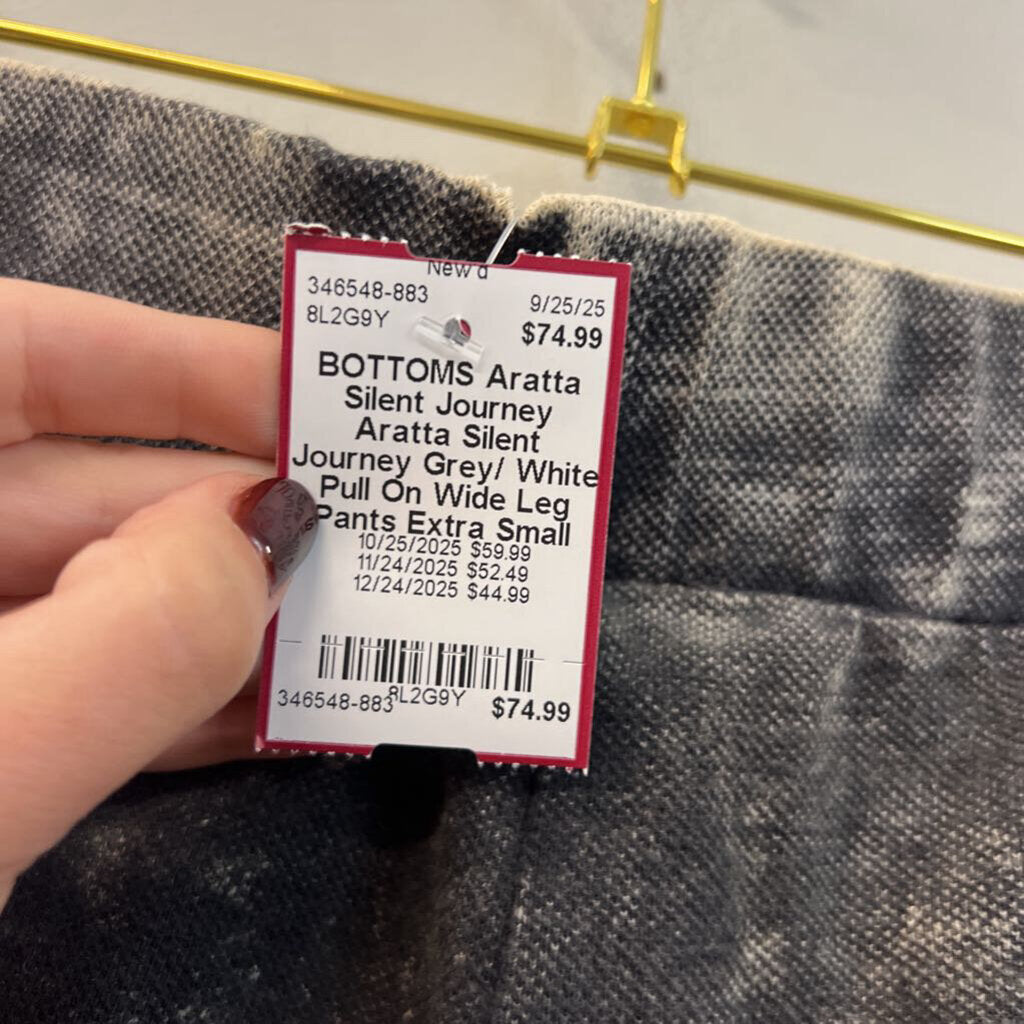 New
346548-883
9/25/25
8L2G9Y
$74.99
BOTTOMS Aratta
Silent Journey
Aratta Silent
Journey Grey/ White
Pull On Wide Leg
Pants Extra Small
10/25/2025 $59.99
11/24/2025 $52.49
12/24/2025 $44.99
346548-883 8L2G9Y $74.99